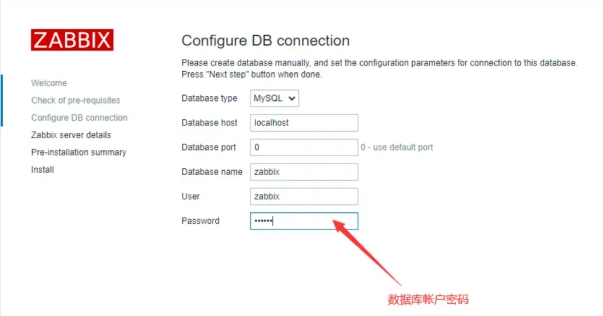 ZABBIX
Configure DB connection
Please create database manually, and set the configuration parameters for connection to this database.
Press "Next step" button when done.
Welcome
Check of pre-requisites
Configure DB connection
Zabbix server details
Pre-installation summary
Install
Database type MySQL
Database host localhost
Database port 0 0 - use default port
Database name zabbix
User zabbix
Password ••••••
数据库帐户密码